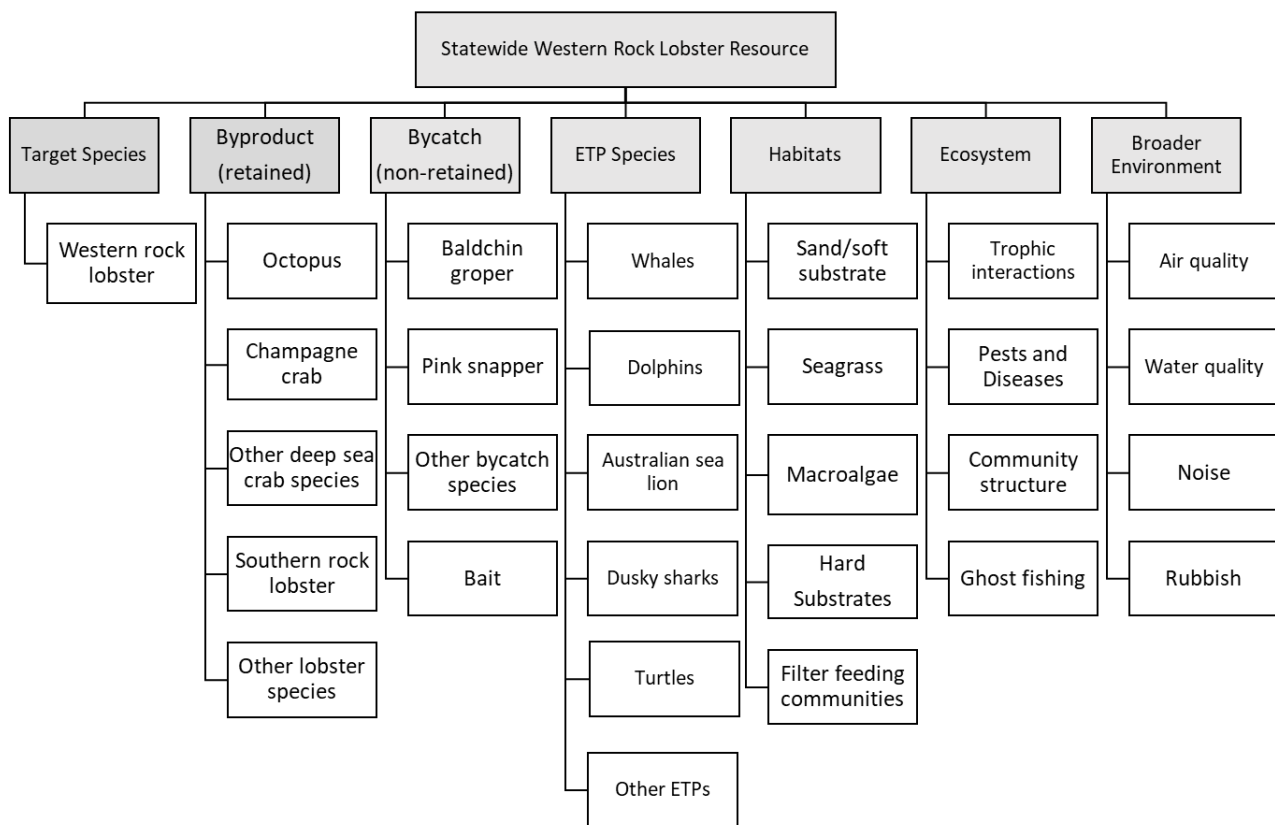 Statewide Western Rock Lobster Resource
Target Species
Byproduct
(retained)
Bycatch
(non-retained)
ETP Species
Habitats
Ecosystem
Broader
Environment
Western rock
lobster
Octopus
Champagne
crab
Other deep sea
crab species
Southern rock
lobster
Other lobster
species
Baldchin
groper
Pink snapper
Other bycatch
species
Bait
Whales
Dolphins
Australian sea
lion
Dusky sharks
Turtles
Other ETPs
Sand/soft
substrate
Seagrass
Macroalgae
Hard
Substrates
Filter feeding
communities
Trophic
interactions
Pests and
Diseases
Community
structure
Ghost fishing
Air quality
Water quality
Noise
Rubbish